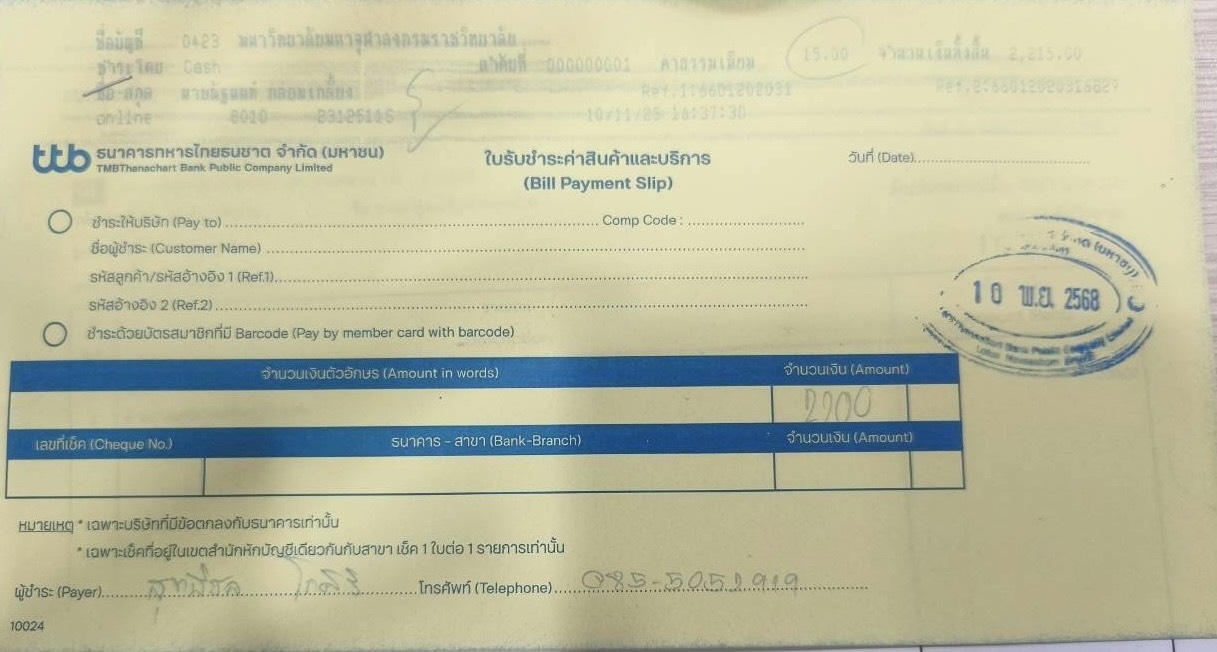 ชื่อบัญชี 0423 มหาวิทยาลัยมหาจุฬาลงกรณราชวิทยาลัย
ชำระโดย Cash ลำดับที่ 000000001 ค่าธรรมเนียม 15.00 จำนวนเงินทั้งสิ้น 2,215.00
ชื่อ-สกุล Ref.1:6601202031
online 8010 10/11/25 16:37:30
ttb ธนาคารทหารไทยธนชาต จำกัด (มหาชน)
TMBThanachart Bank Public Company Limited
ใบรับชำระค่าสินค้าและบริการ
(Bill Payment Slip)
วันที่ (Date)
ชำระให้บริษัท (Pay to) Comp Code :
ชื่อผู้ชำระ (Customer Name)
รหัสลูกค้า/รหัสอ้างอิง 1 (Ref.1)
รหัสอ้างอิง 2 (Ref.2)
10 พ.ย. 2568
ชำระด้วยบัตรสมาชิกที่มี Barcode (Pay by member card with barcode)
จำนวนเงินตัวอักษร (Amount in words) จำนวนเงิน (Amount)
2200
เลขที่เช็ค (Cheque No.) ธนาคาร - สาขา (Bank-Branch) จำนวนเงิน (Amount)
หมายเหตุ * เฉพาะบริษัทที่มีข้อตกลงกับธนาคารเท่านั้น
* เฉพาะเช็คที่อยู่ในเขตสำนักหักบัญชีเดียวกันกับสาขา เช็ค 1 ใบต่อ 1 รายการเท่านั้น
ผู้ชำระ (Payer) โทรศัพท์ (Telephone) 085-5051919
10024